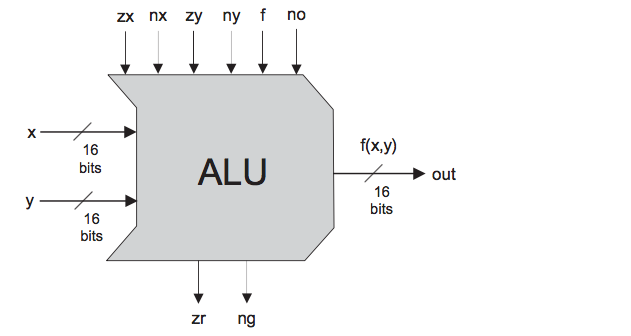 zx nx zy ny f no
x
16
bits
ALU
f(x,y)
out
16
bits
y
16
bits
zr ng